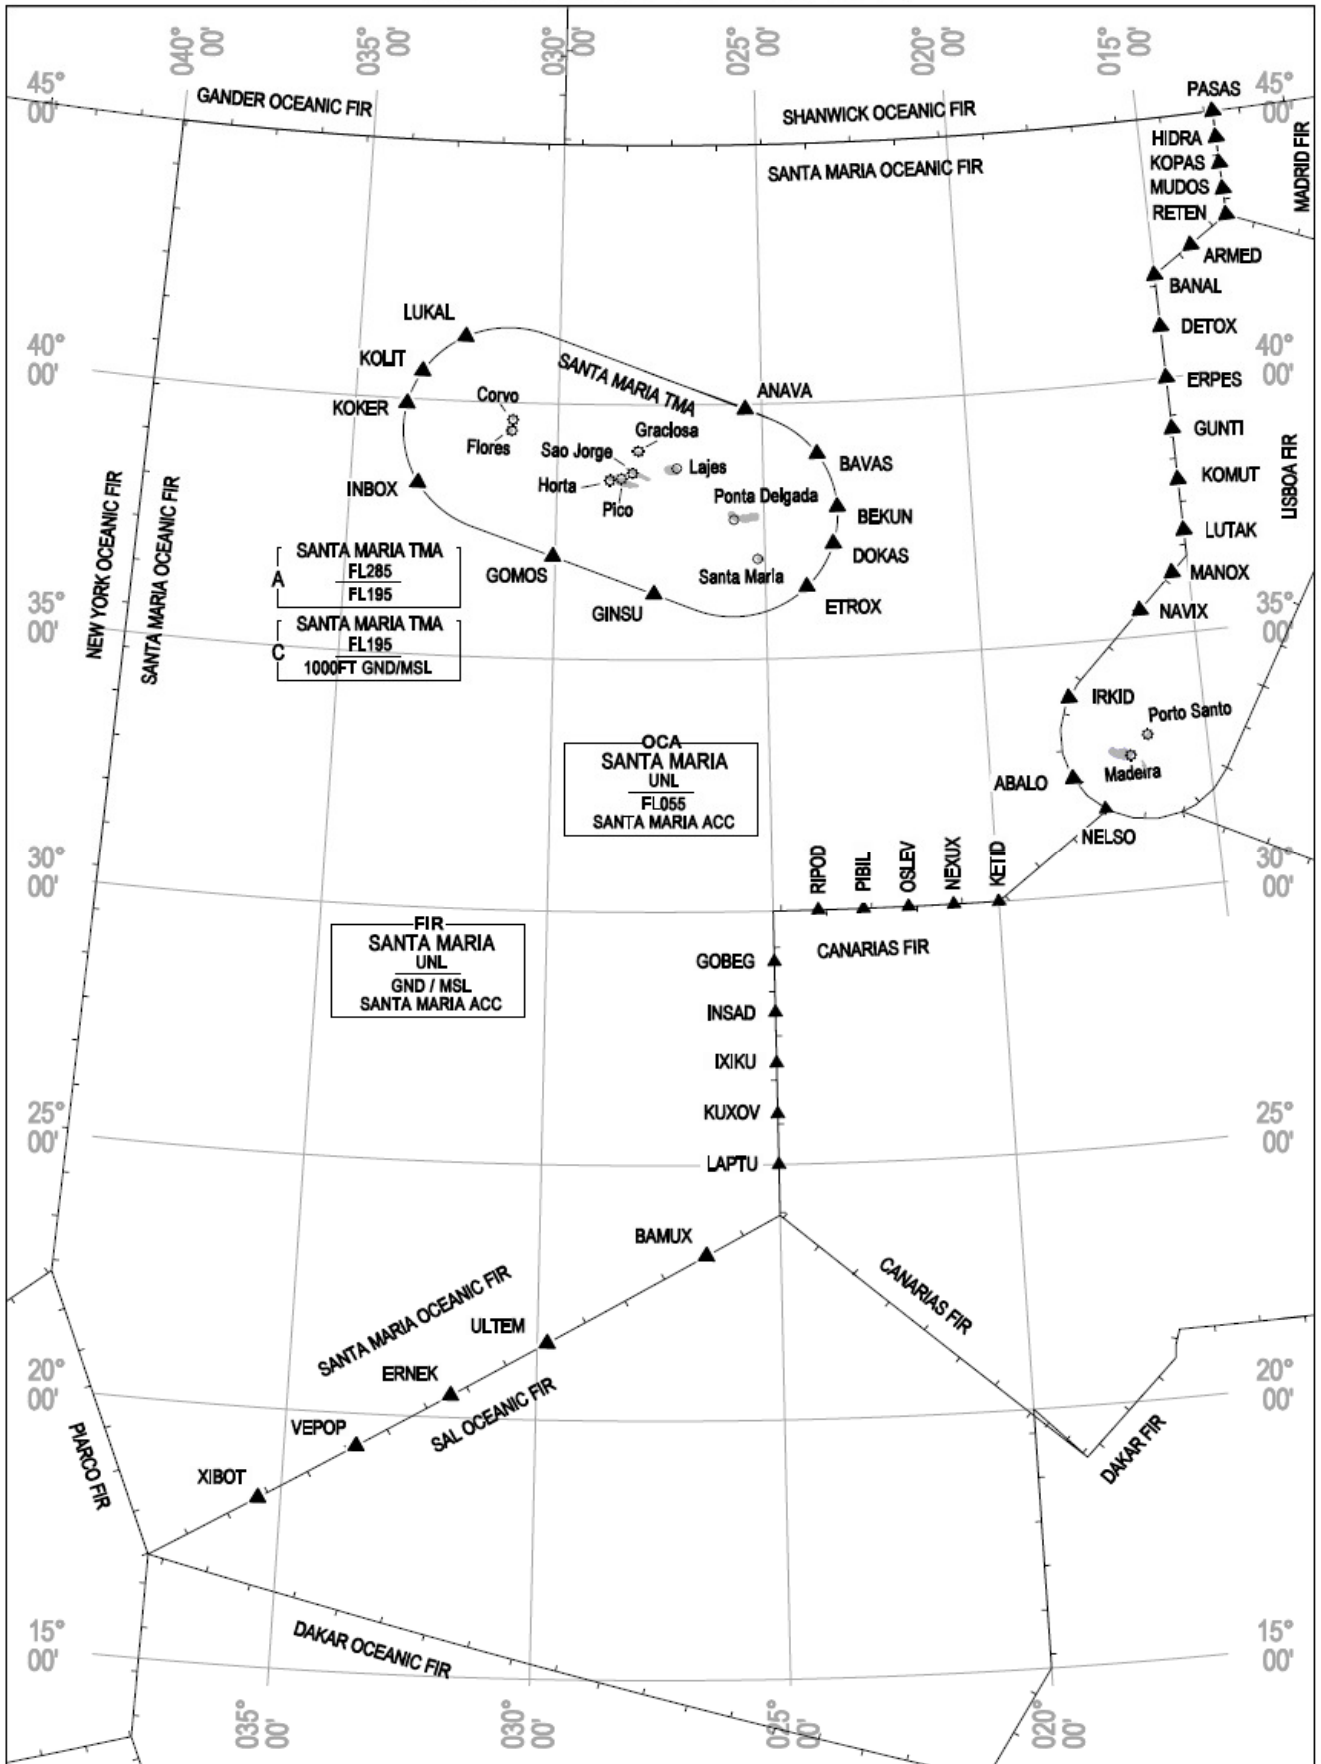 040°
00'
035°
00'
030°
00'
025°
00'
020°
00'
015°
00'
45°
00'
GANDER OCEANIC FIR
SHANWICK OCEANIC FIR
PASAS
45°
00'
SANTA MARIA OCEANIC FIR
HIDRA
KOPAS
MUDOS
RETEN
MADRID FIR
ARMED
BANAL
LUKAL
DETOX
40°
00'
KOLIT
SANTA MARIA TMA
ANAVA
ERPES
40°
00'
KOKER
Corvo
Flores
Graciosa
Sao Jorge
Lajes
Horta
Pico
Ponta Delgada
Santa Maria
GUNTI
BAVAS
KOMUT
INBOX
BEKUN
LISBOA FIR
LUTAK
DOKAS
NEW YORK OCEANIC FIR
SANTA MARIA OCEANIC FIR
GOMOS
MANOX
GINSU
ETROX
NAVIX
A
SANTA MARIA TMA
FL285
FL195
C
SANTA MARIA TMA
FL195
1000FT GND/MSL
35°
00'
35°
00'
IRKID
Porto Santo
Madeira
OCA
SANTA MARIA
UNL
FL055
SANTA MARIA ACC
ABALO
NELSO
30°
00'
RIPOD
PIBIL
OSLEV
NEXUX
KETID
30°
00'
FIR
SANTA MARIA
UNL
GND / MSL
SANTA MARIA ACC
CANARIAS FIR
GOBEG
INSAD
IXIKU
25°
00'
KUXOV
25°
00'
LAPTU
BAMUX
CANARIAS FIR
SANTA MARIA OCEANIC FIR
ULTEM
20°
00'
ERNEK
SAL OCEANIC FIR
20°
00'
VEPOP
PIARCO FIR
XIBOT
DAKAR FIR
15°
00'
DAKAR OCEANIC FIR
15°
00'
035°
00'
030°
00'
025°
00'
020°
00'